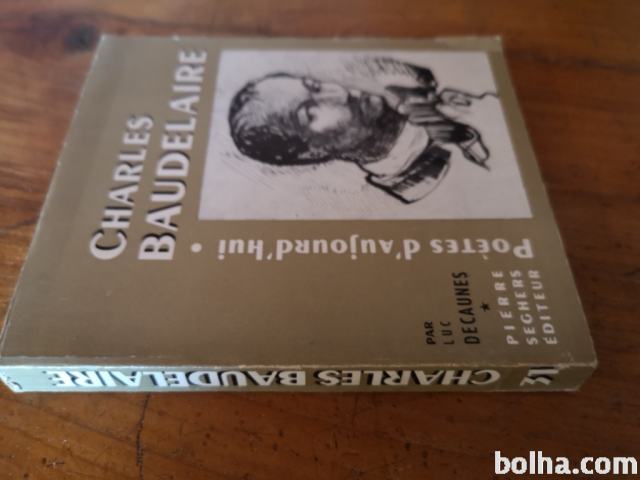 CHARLES
BAUDELAIRE
POÈTES d'AUJOURd'HUI •
PAR
LUC
DECAUNES
★
PIERRE
SEGHERS
ÉDITEUR
CHARLES BAUDELAIRE
31
bolha.com